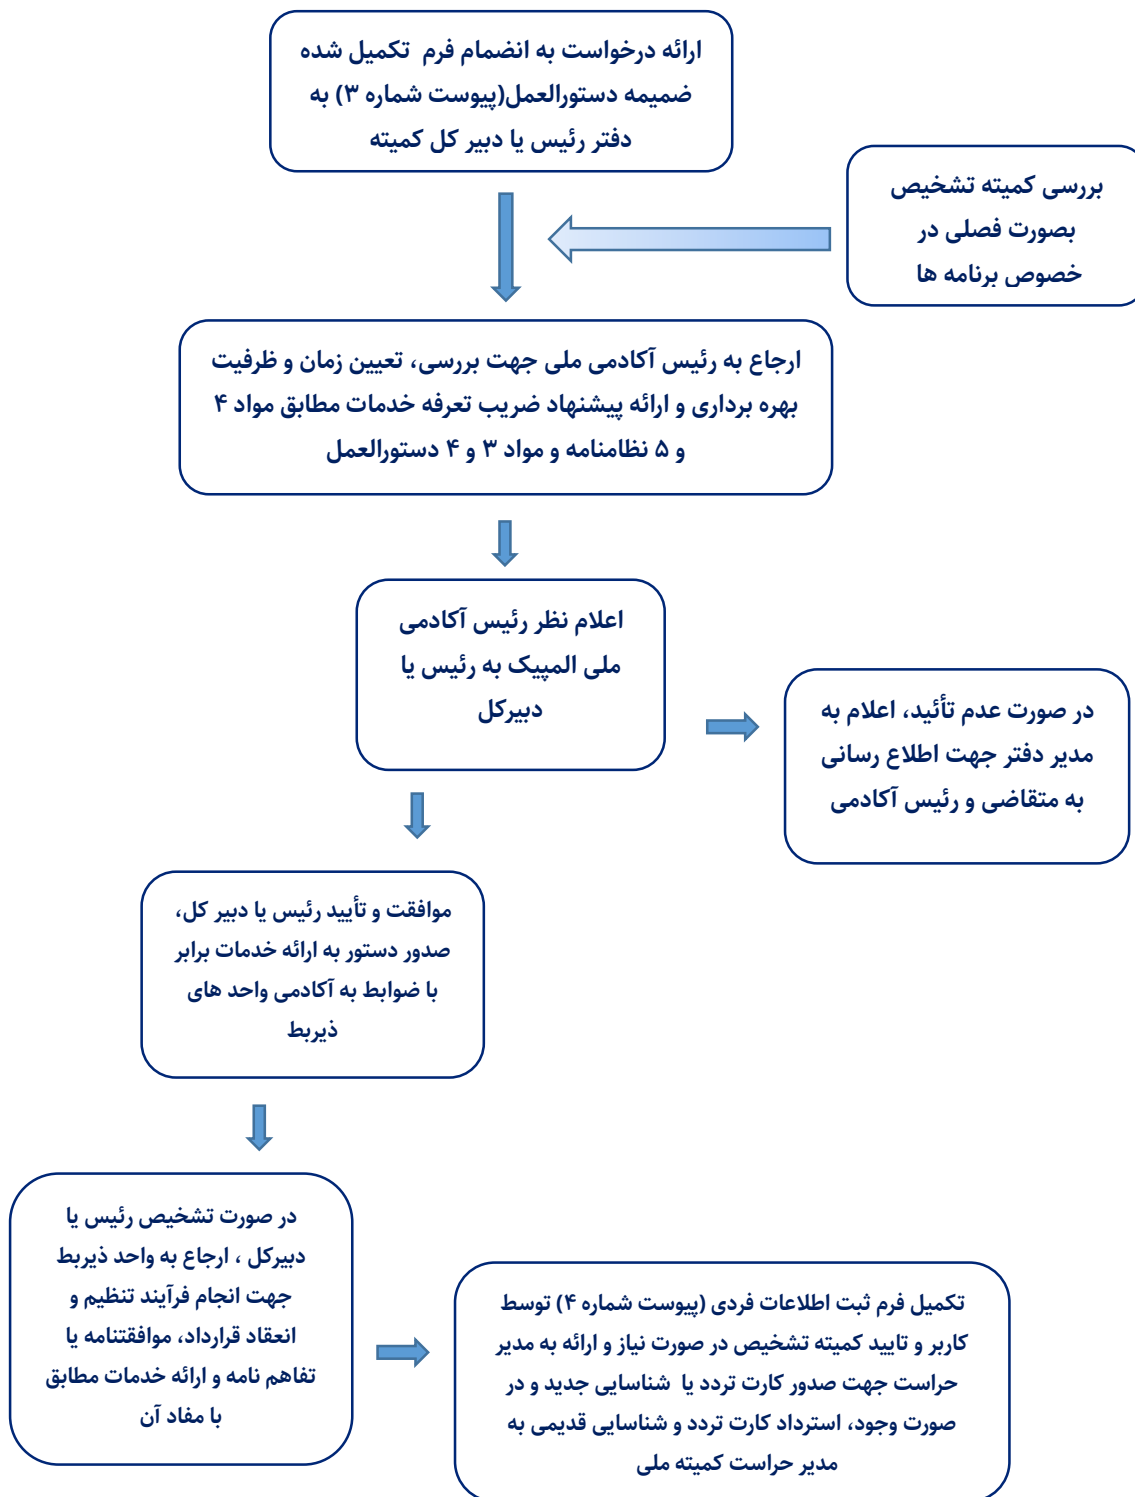 ارائه درخواست به انضمام فرم تکمیل شده
ضمیمه دستورالعمل(پیوست شماره ۳) به
دفتر رئیس یا دبیر کل کمیته
بررسی کمیته تشخیص
بصورت فصلی در
خصوص برنامه ها
ارجاع به رئیس آکادمی ملی جهت بررسی، تعیین زمان و ظرفیت
بهره برداری و ارائه پیشنهاد ضریب تعرفه خدمات مطابق مواد ۴
و ۵ نظامنامه و مواد ۳ و ۴ دستورالعمل
اعلام نظر رئیس آکادمی
ملی المپیک به رئیس یا
دبیرکل
در صورت عدم تأئید، اعلام به
مدیر دفتر جهت اطلاع رسانی
به متقاضی و رئیس آکادمی
موافقت و تأیید رئیس یا دبیر کل،
صدور دستور به ارائه خدمات برابر
با ضوابط به آکادمی واحد های
ذیربط
در صورت تشخیص رئیس یا
دبیرکل ، ارجاع به واحد ذیربط
جهت انجام فرآیند تنظیم و
انعقاد قرارداد، موافقتنامه یا
تفاهم نامه و ارائه خدمات مطابق
با مفاد آن
تکمیل فرم ثبت اطلاعات فردی (پیوست شماره ۴) توسط
کاربر و تایید کمیته تشخیص در صورت نیاز و ارائه به مدیر
حراست جهت صدور کارت تردد یا شناسایی جدید و در
صورت وجود، استرداد کارت تردد و شناسایی قدیمی به
مدیر حراست کمیته ملی